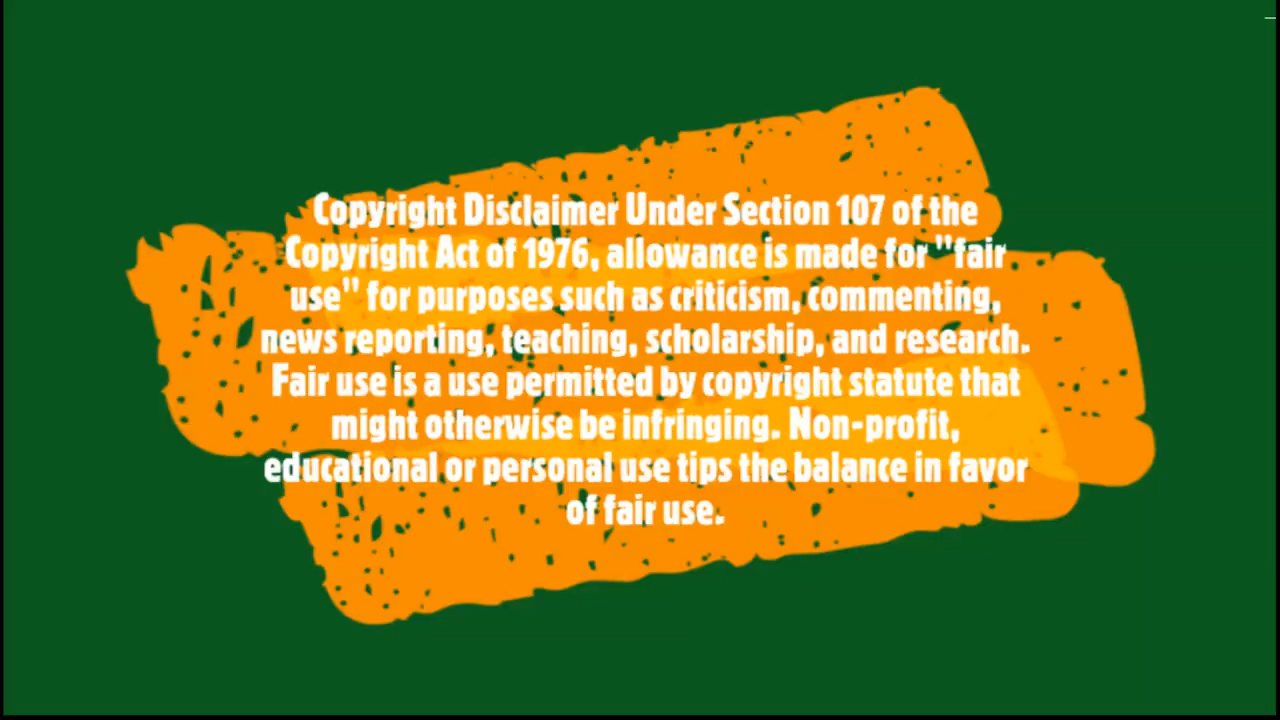 Copyright Disclaimer Under Section 107 of the
Copyright Act of 1976, allowance is made for "fair
use" for purposes such as criticism, commenting,
news reporting, teaching, scholarship, and research.
Fair use is a use permitted by copyright statute that
might otherwise be infringing. Non-profit,
educational or personal use tips the balance in favor
of fair use.